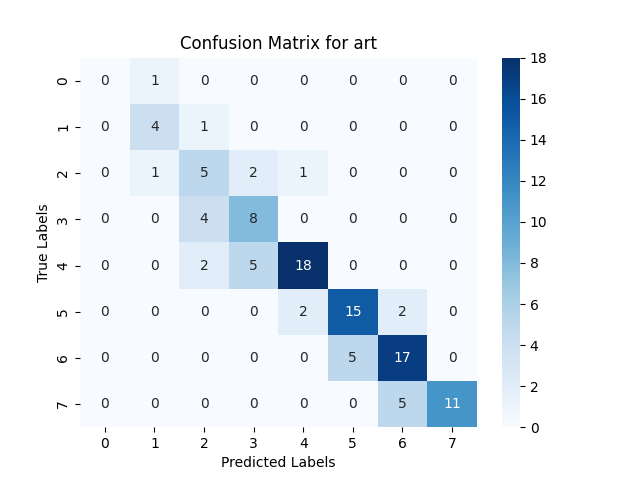 Confusion Matrix for art
0 0 1 0 0 0 0 0 0
1 0 4 1 0 0 0 0 0
2 0 1 5 2 1 0 0 0
3 0 0 4 8 0 0 0 0
4 0 0 2 5 18 0 0 0
5 0 0 0 0 2 15 2 0
6 0 0 0 0 0 5 17 0
7 0 0 0 0 0 0 5 11
0 1 2 3 4 5 6 7
True Labels
Predicted Labels
18
16
14
12
10
8
6
4
2
0